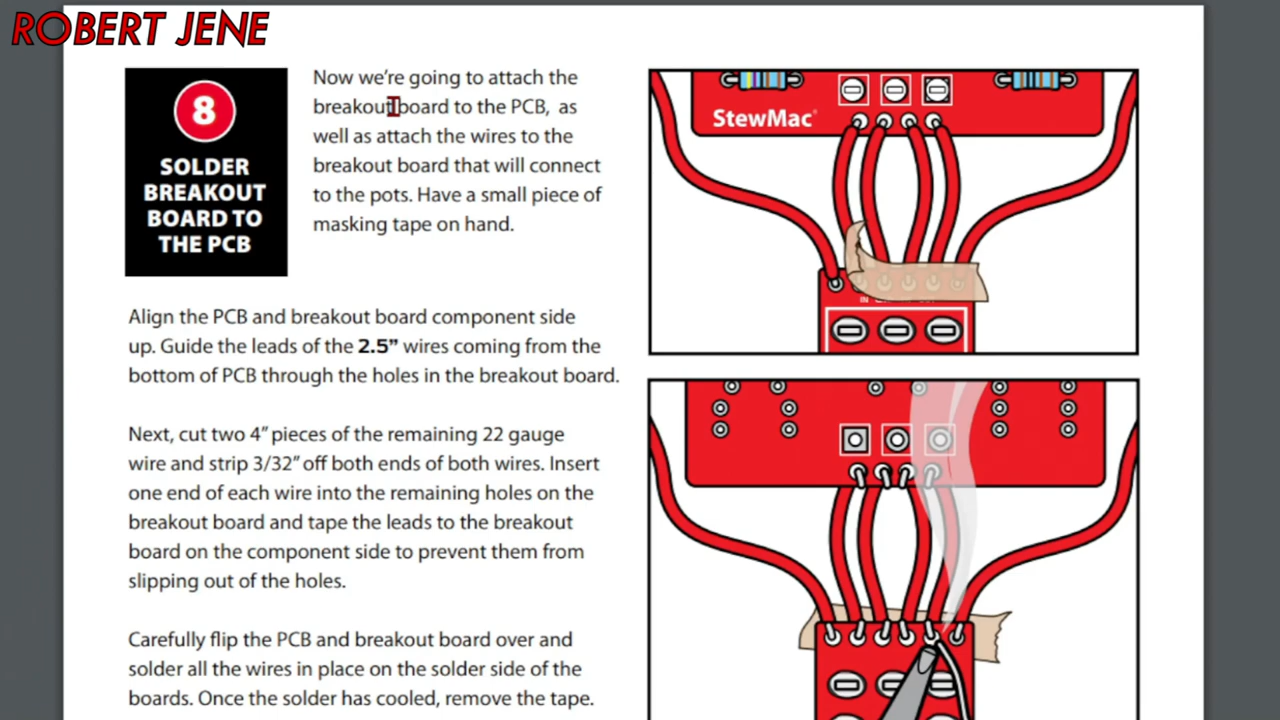 ROBERT JENE
8
SOLDER
BREAKOUT
BOARD TO
THE PCB
Now we're going to attach the
breakout board to the PCB, as
well as attach the wires to the
breakout board that will connect
to the pots. Have a small piece of
masking tape on hand.
Align the PCB and breakout board component side
up. Guide the leads of the 2.5” wires coming from the
bottom of PCB through the holes in the breakout board.
Next, cut two 4” pieces of the remaining 22 gauge
wire and strip 3/32” off both ends of both wires. Insert
one end of each wire into the remaining holes on the
breakout board and tape the leads to the breakout
board on the component side to prevent them from
slipping out of the holes.
Carefully flip the PCB and breakout board over and
solder all the wires in place on the solder side of the
boards. Once the solder has cooled, remove the tape.
StewMac®
IN